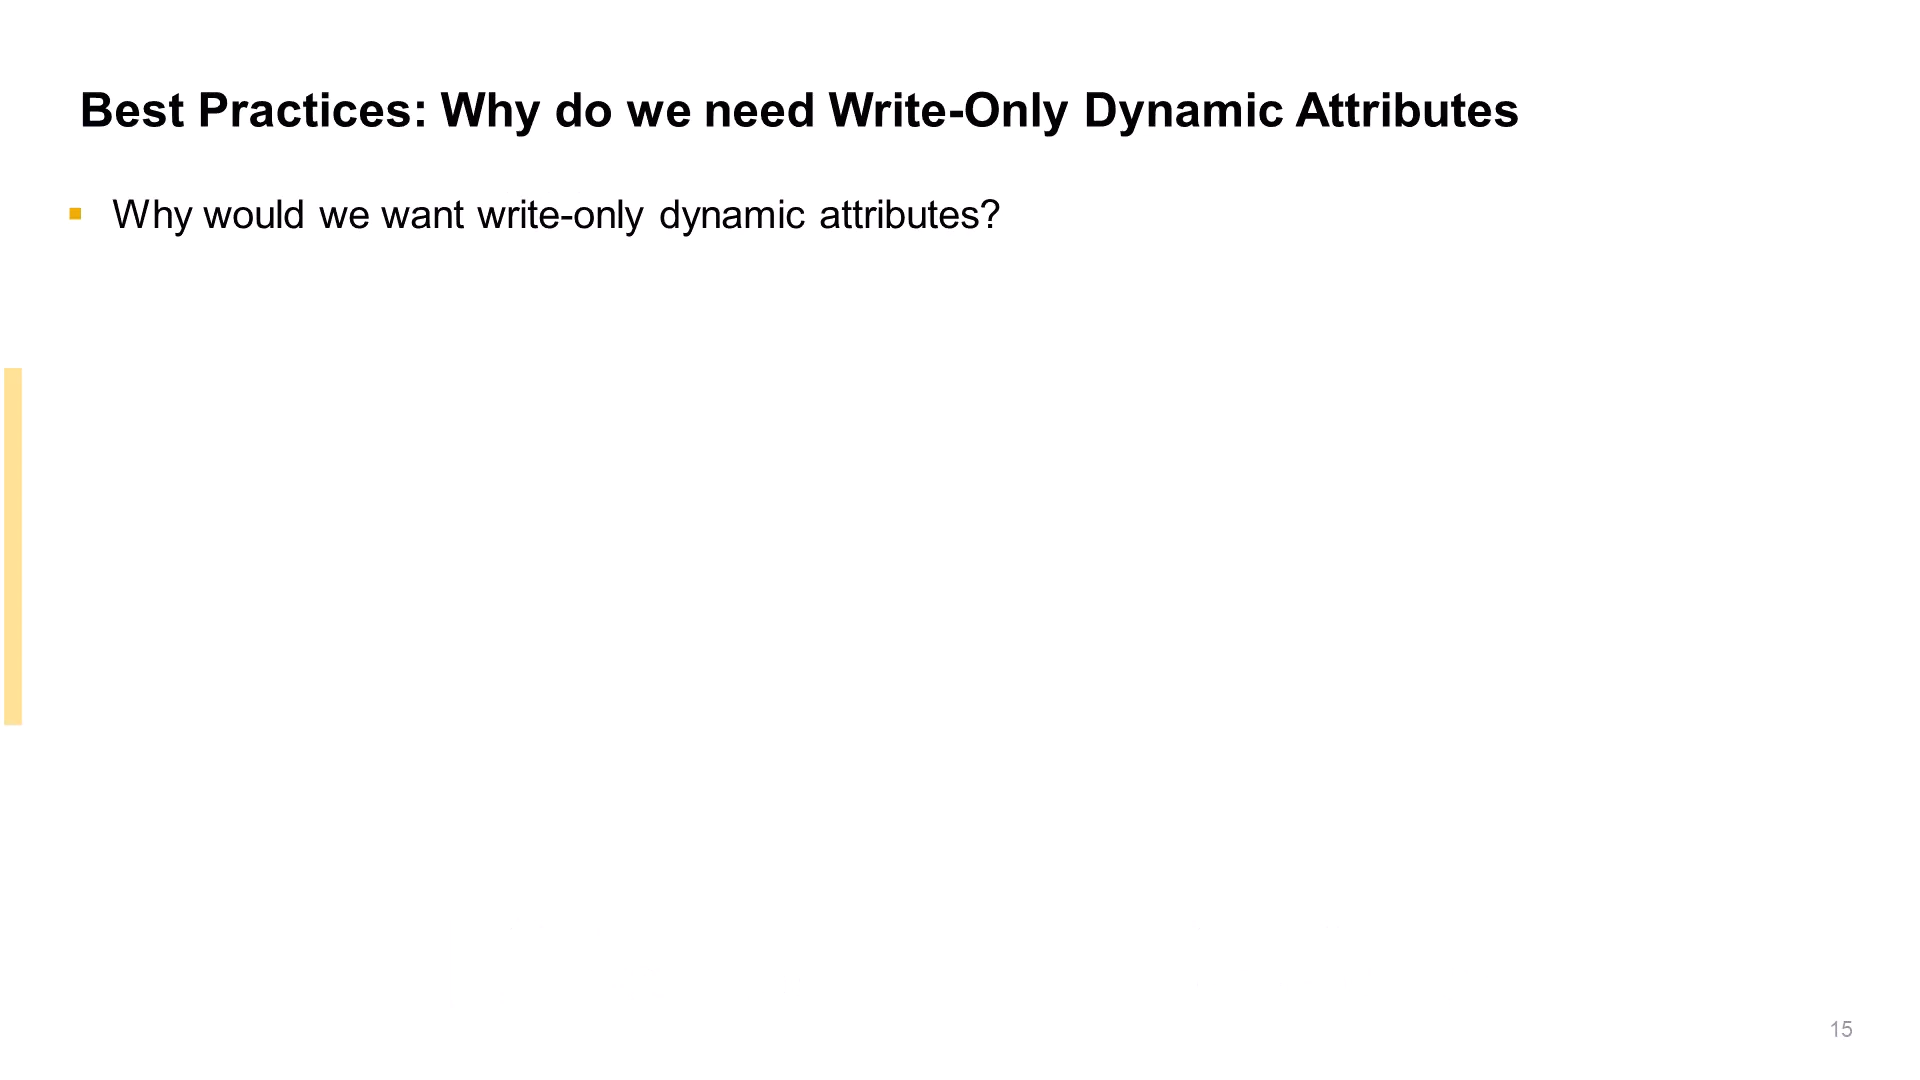 Best Practices: Why do we need Write-Only Dynamic Attributes
Why would we want write-only dynamic attributes?
15